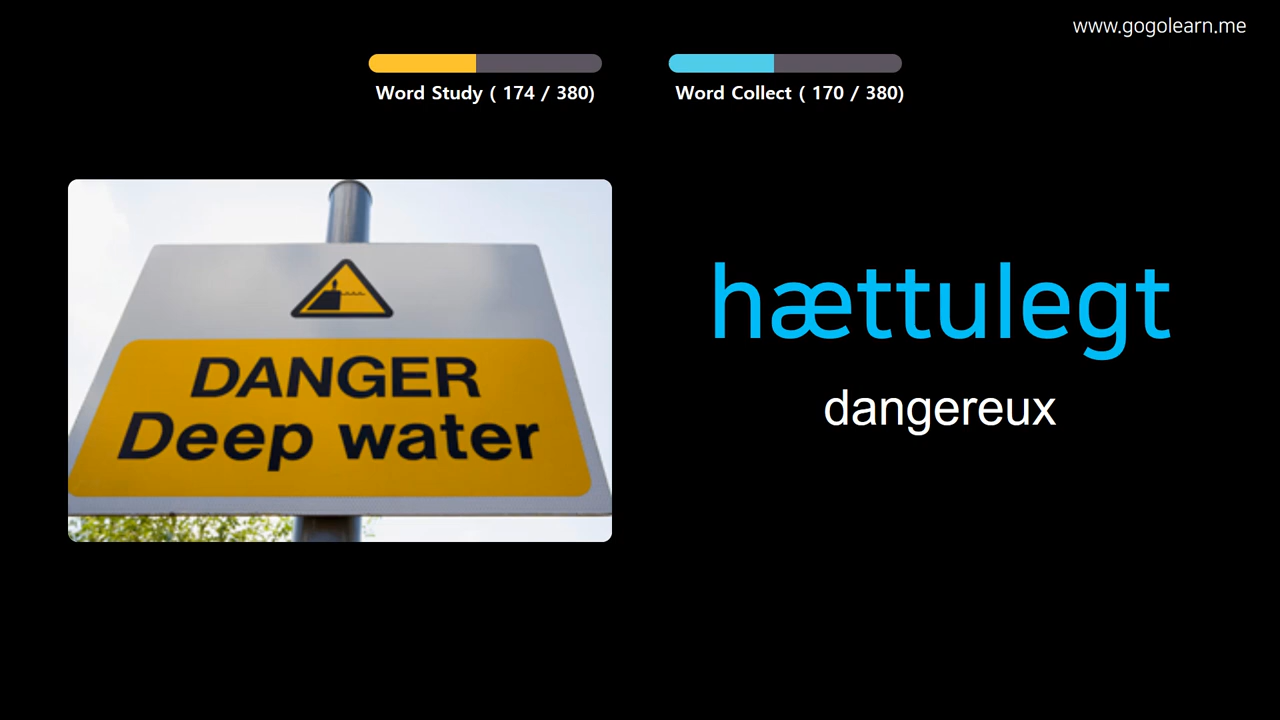 www.gogolearn.me
Word Study ( 174 / 380)
Word Collect ( 170 / 380)
DANGER
Deep water
hættulegt
dangereux